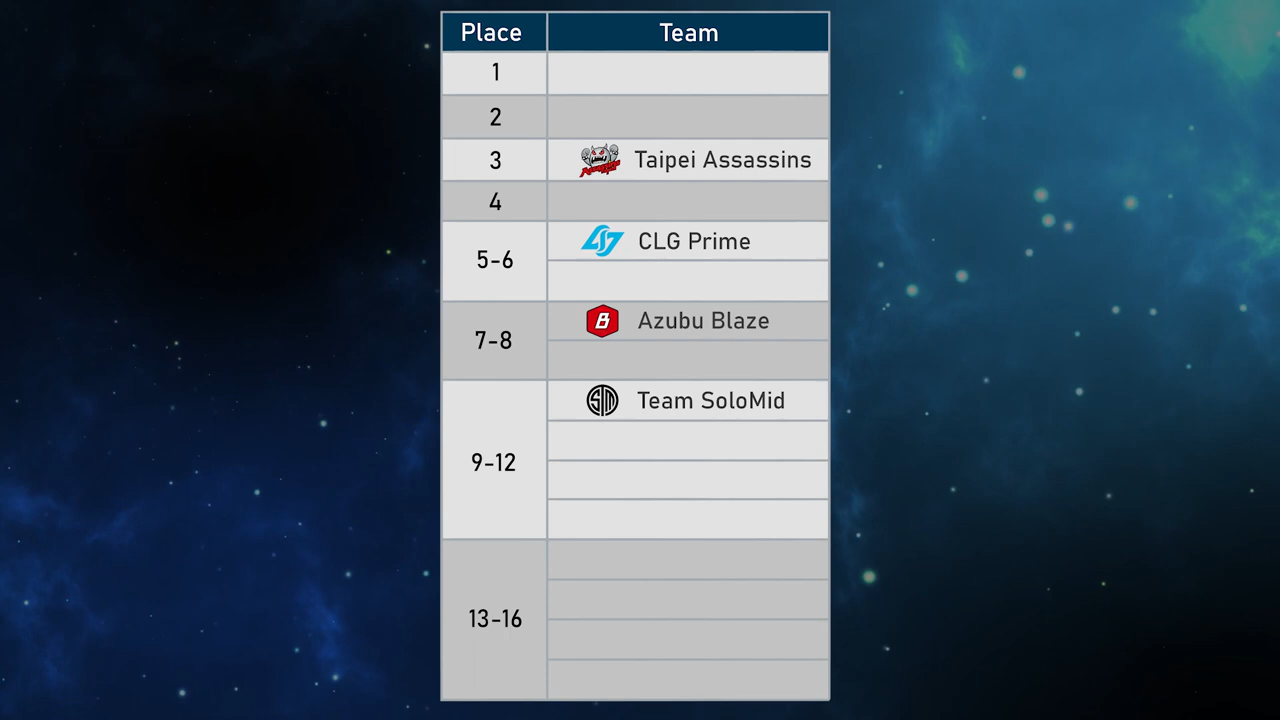 Place Team
1
2
3 Taipei Assassins
4
5-6 CLG Prime
7-8 B Azubu Blaze
9-12 TSM Team SoloMid
13-16